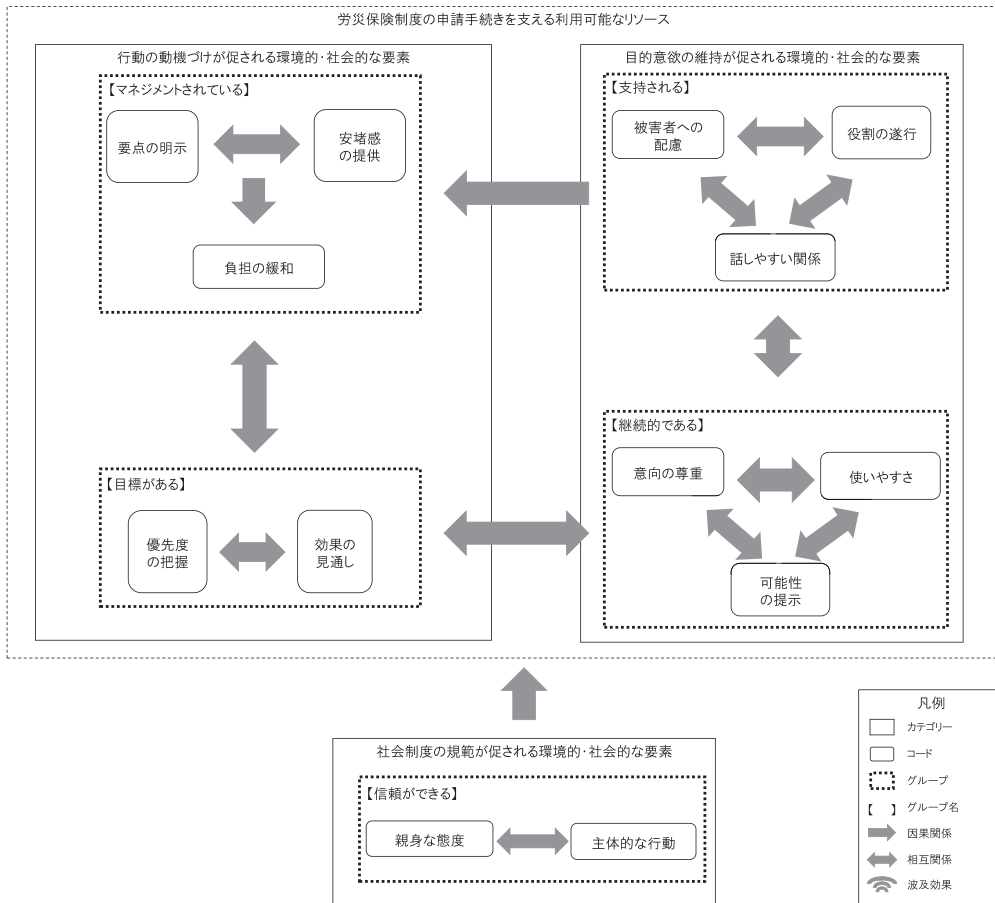 労災保険制度の申請手続きを支える利用可能なリソース
行動の動機づけが促される環境的・社会的な要素
【マネジメントされている】
要点の明示
安堵感
の提供
負担の緩和
【目標がある】
優先度
の把握
効果の
見通し
目的意欲の維持が促される環境的・社会的な要素
【支持される】
被害者への
配慮
役割の遂行
話しやすい関係
【継続的である】
意向の尊重
使いやすさ
可能性
の提示
社会制度の規範が促される環境的・社会的な要素
【信頼ができる】
親身な態度
主体的な行動
凡例
カテゴリー
コード
グループ
【 】 グループ名
因果関係
相互関係
波及効果